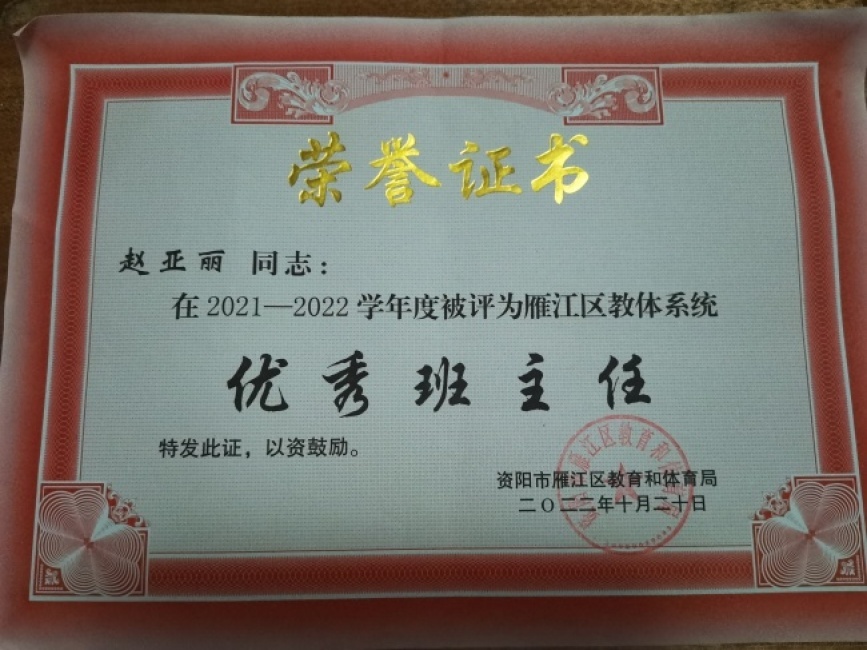 荣誉证书
赵亚丽 同志：
在2021—2022学年度被评为雁江区教体系统
优秀班主任
特发此证，以资鼓励。
资阳市雁江区教育和体育局
二〇二二年十月二十日